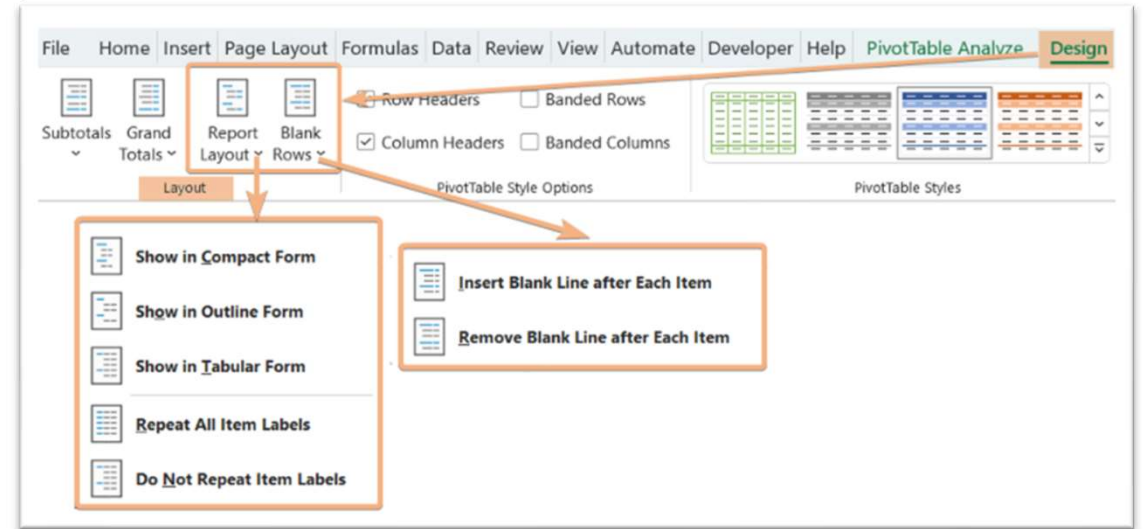 File Home Insert Page Layout Formulas Data Review View Automate Developer Help PivotTable Analyze Design
Subtotals
Grand Totals
Report Layout
Blank Rows
Row Headers
Banded Rows
Column Headers
Banded Columns
Layout
PivotTable Style Options
PivotTable Styles
Show in Compact Form
Show in Outline Form
Show in Tabular Form
Repeat All Item Labels
Do Not Repeat Item Labels
Insert Blank Line after Each Item
Remove Blank Line after Each Item